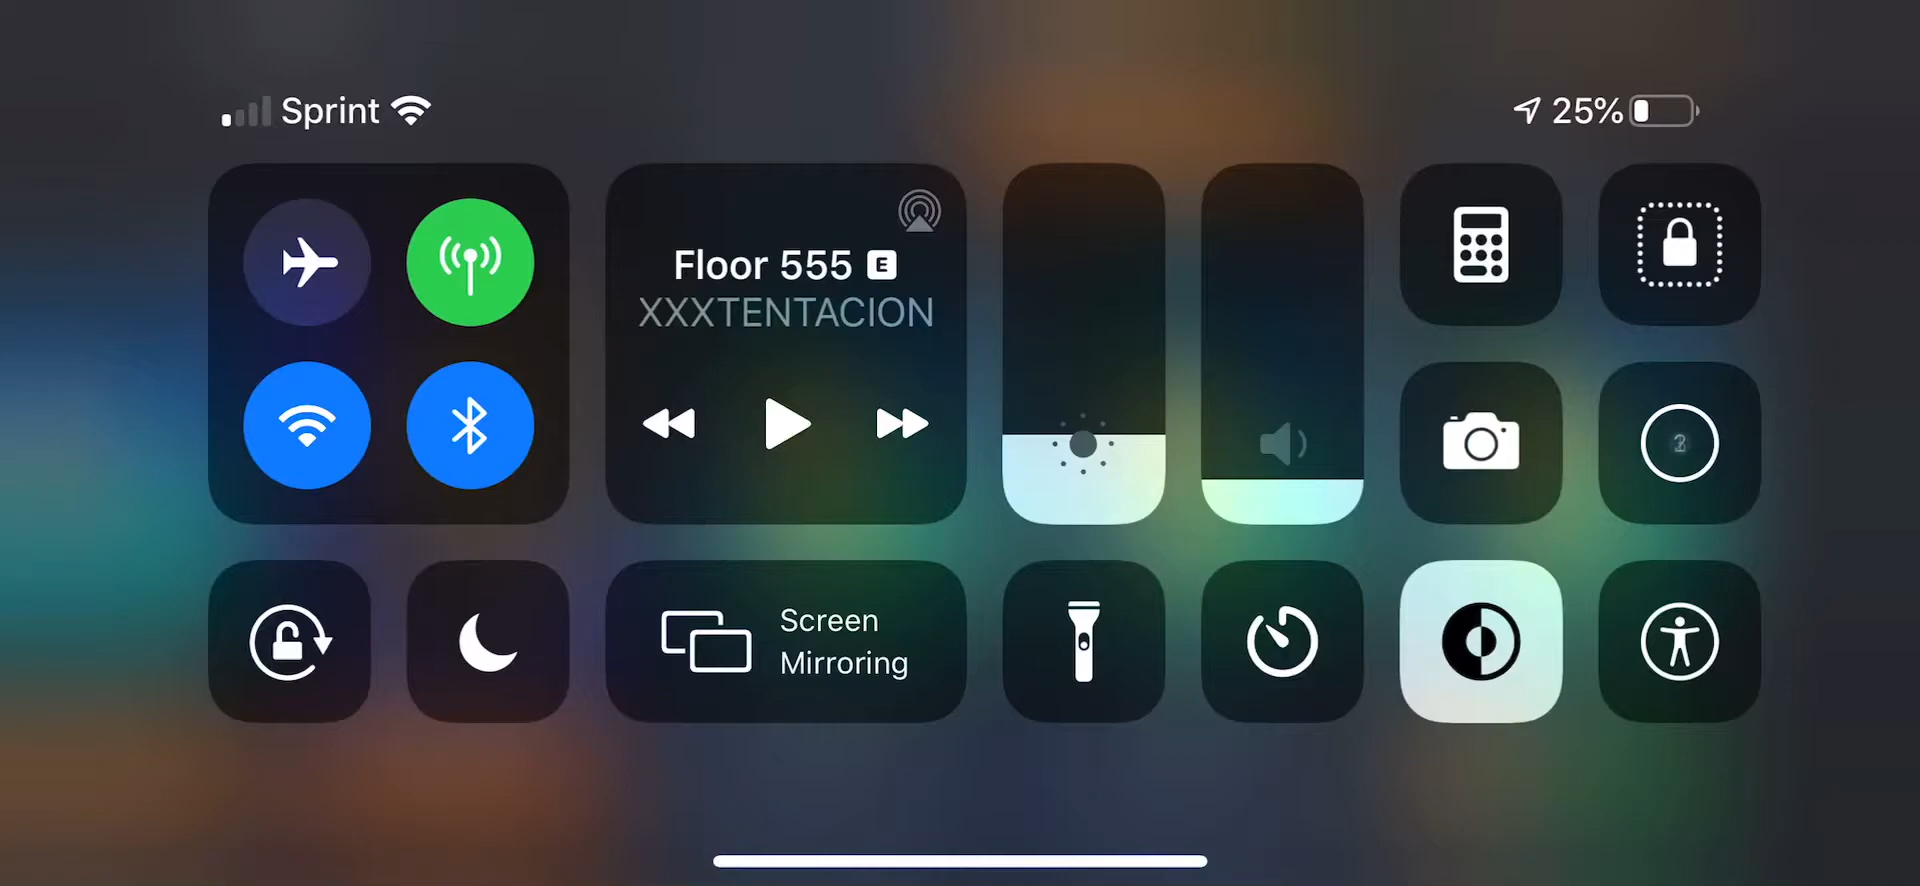 Sprint
25%
Floor 555 E
XXXTENTACION
Screen
Mirroring